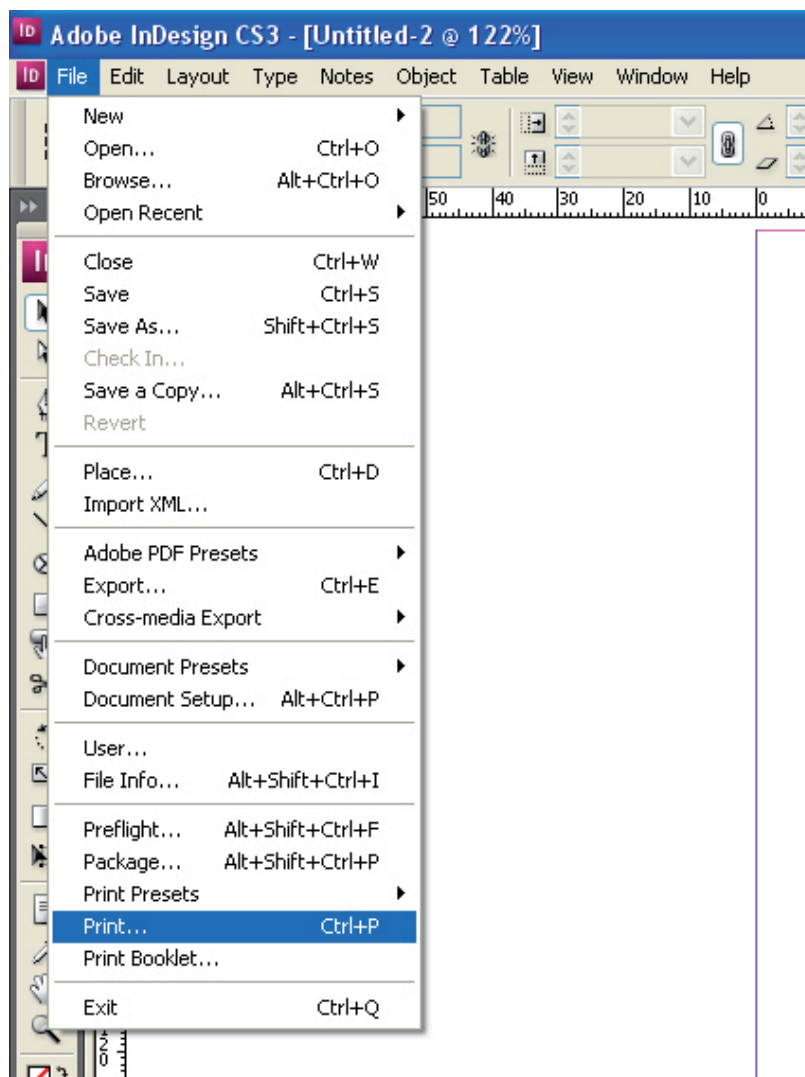 ID Adobe InDesign CS3 - [Untitled-2 @ 122%]
ID File Edit Layout Type Notes Object Table View Window Help
New
Open... Ctrl+O
Browse... Alt+Ctrl+O
Open Recent
50 40 30 20 10 0
Close Ctrl+W
Save Ctrl+S
Save As... Shift+Ctrl+S
Check In...
Save a Copy... Alt+Ctrl+S
Revert
Place... Ctrl+D
Import XML...
Adobe PDF Presets
Export... Ctrl+E
Cross-media Export
Document Presets
Document Setup... Alt+Ctrl+P
User...
File Info... Alt+Shift+Ctrl+I
Preflight... Alt+Shift+Ctrl+F
Package... Alt+Shift+Ctrl+P
Print Presets
Print... Ctrl+P
Print Booklet...
Exit Ctrl+Q
2
0